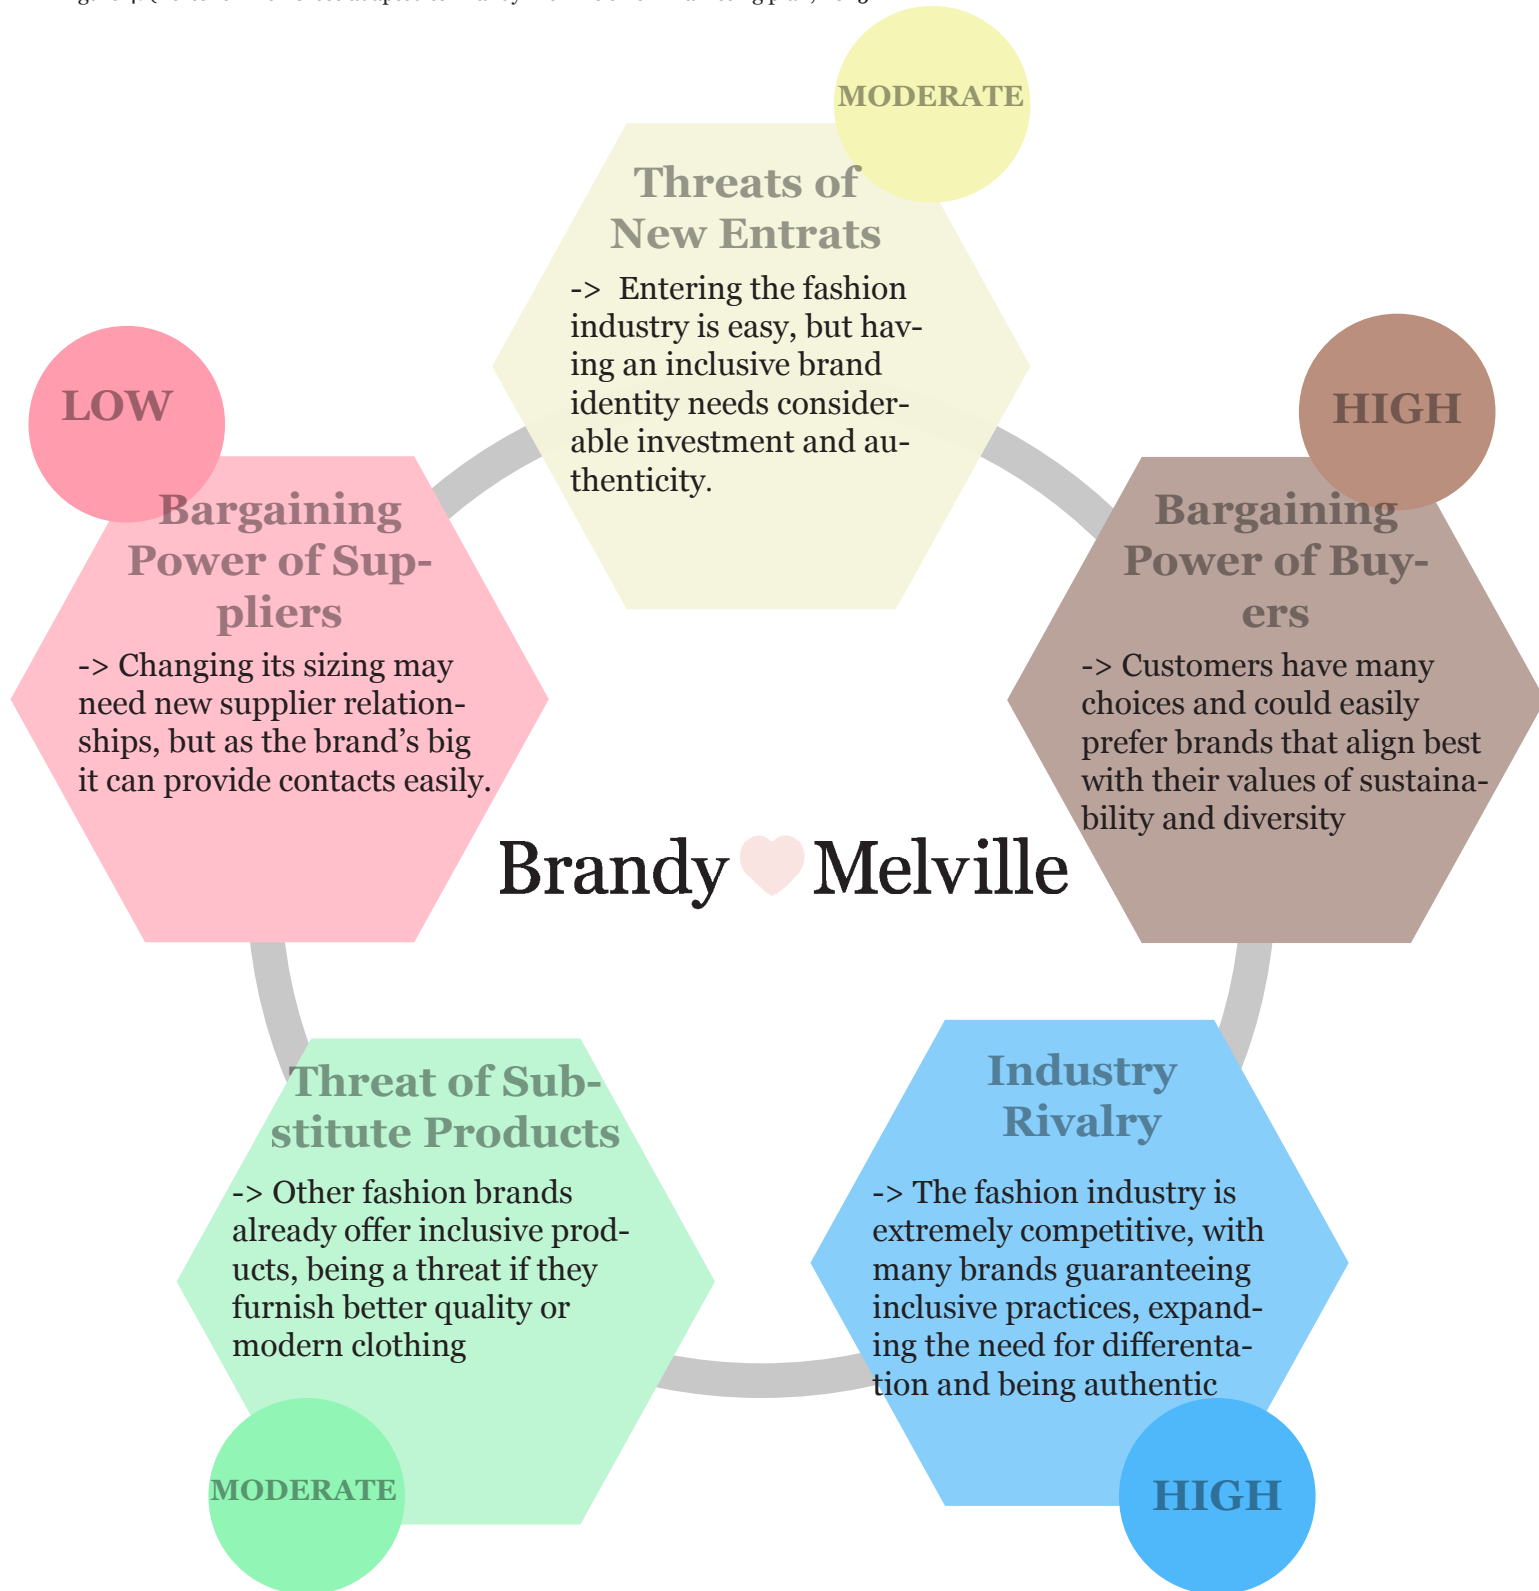 MODERATE
Threats of
New Entrats
-> Entering the fashion
industry is easy, but hav-
ing an inclusive brand
identity needs consider-
able investment and au-
thenticity.
LOW
Bargaining
Power of Sup-
pliers
-> Changing its sizing may
need new supplier relation-
ships, but as the brand’s big
it can provide contacts easily.
HIGH
Bargaining
Power of Buy-
ers
-> Customers have many
choices and could easily
prefer brands that align best
with their values of sustaina-
bility and diversity
Brandy Melville
Threat of Sub-
stitute Products
-> Other fashion brands
already offer inclusive prod-
ucts, being a threat if they
furnish better quality or
modern clothing
MODERATE
Industry
Rivalry
-> The fashion industry is
extremely competitive, with
many brands guaranteeing
inclusive practices, expand-
ing the need for differenta-
tion and being authentic
HIGH